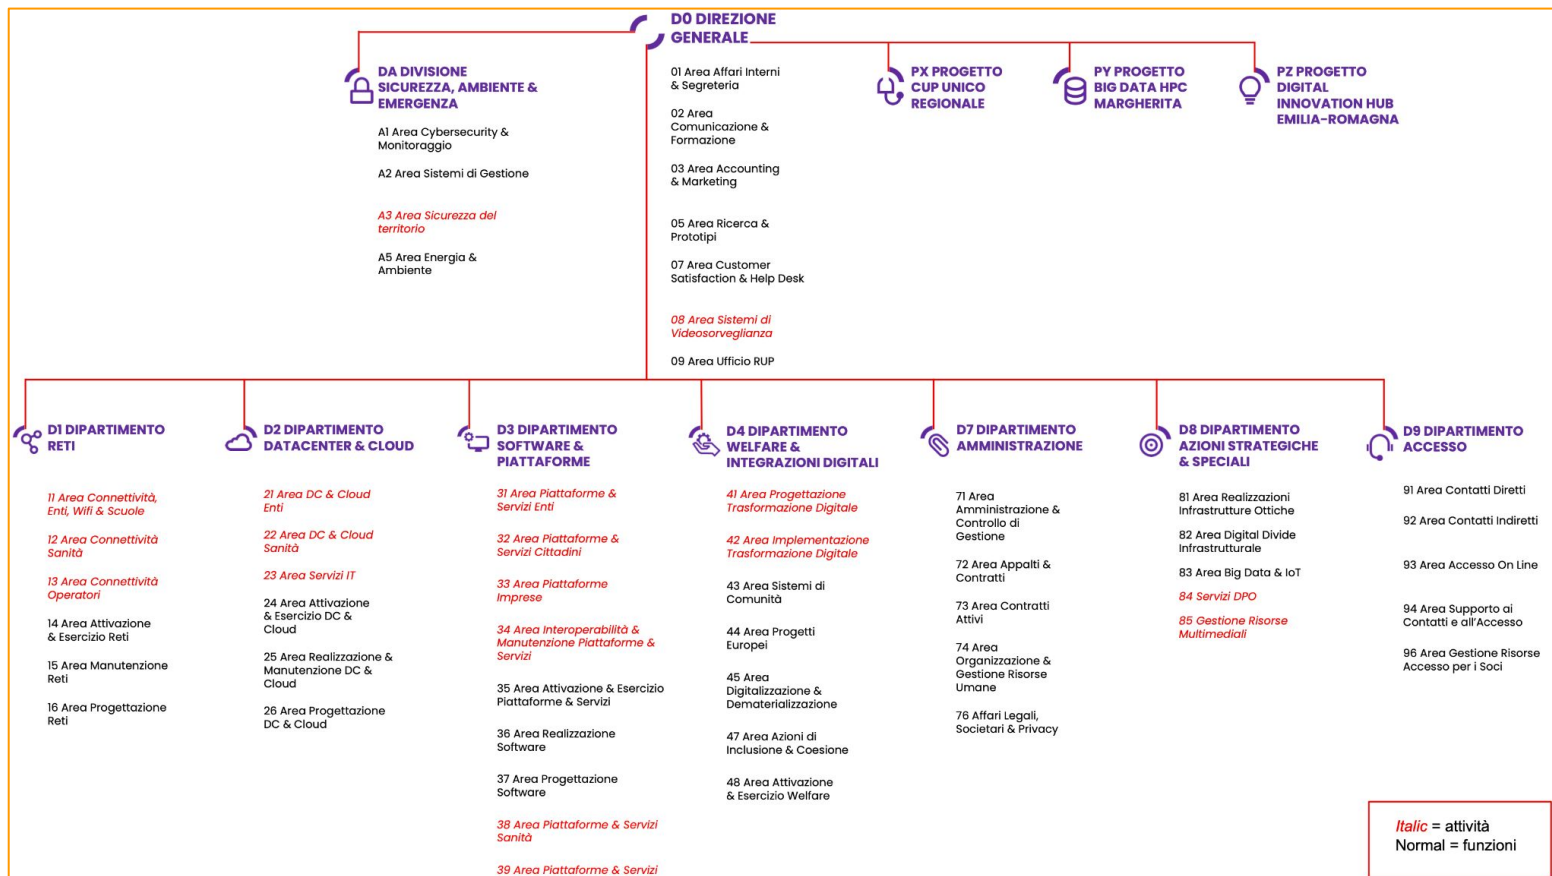 D0 DIREZIONE
GENERALE
DA DIVISIONE
SICUREZZA, AMBIENTE &
EMERGENZA
A1 Area Cybersecurity &
Monitoraggio
A2 Area Sistemi di Gestione
A3 Area Sicurezza del
territorio
A5 Area Energia &
Ambiente
01 Area Affari Interni
& Segreteria
02 Area
Comunicazione &
Formazione
03 Area Accounting
& Marketing
05 Area Ricerca &
Prototipi
07 Area Customer
Satisfaction & Help Desk
08 Area Sistemi di
Videosorveglianza
09 Area Ufficio RUP
PX PROGETTO
CUP UNICO
REGIONALE
PY PROGETTO
BIG DATA HPC
MARGHERITA
PZ PROGETTO
DIGITAL
INNOVATION HUB
EMILIA-ROMAGNA
D1 DIPARTIMENTO
RETI
11 Area Connettività,
Enti, Wifi & Scuole
12 Area Connettività
Sanità
13 Area Connettività
Operatori
14 Area Attivazione
& Esercizio Reti
15 Area Manutenzione
Reti
16 Area Progettazione
Reti
D2 DIPARTIMENTO
DATACENTER & CLOUD
21 Area DC & Cloud
Enti
22 Area DC & Cloud
Sanità
23 Area Servizi IT
24 Area Attivazione
& Esercizio DC &
Cloud
25 Area Realizzazione &
Manutenzione DC &
Cloud
26 Area Progettazione
DC & Cloud
D3 DIPARTIMENTO
SOFTWARE &
PIATTAFORME
31 Area Piattaforme &
Servizi Enti
32 Area Piattaforme &
Servizi Cittadini
33 Area Piattaforme
Imprese
34 Area Interoperabilità &
Manutenzione Piattaforme &
Servizi
35 Area Attivazione & Esercizio
Piattaforme & Servizi
36 Area Realizzazione
Software
37 Area Progettazione
Software
38 Area Piattaforme & Servizi
Sanità
39 Area Piattaforme & Servizi
D4 DIPARTIMENTO
WELFARE &
INTEGRAZIONI DIGITALI
41 Area Progettazione
Trasformazione Digitale
42 Area Implementazione
Trasformazione Digitale
43 Area Sistemi di
Comunità
44 Area Progetti
Europei
45 Area
Digitalizzazione &
Dematerializzazione
47 Area Azioni di
Inclusione & Coesione
48 Area Attivazione
& Esercizio Welfare
D7 DIPARTIMENTO
AMMINISTRAZIONE
71 Area
Amministrazione &
Controllo di
Gestione
72 Area Appalti &
Contratti
73 Area Contratti
Attivi
74 Area
Organizzazione &
Gestione Risorse
Umane
76 Affari Legali,
Societari & Privacy
D8 DIPARTIMENTO
AZIONI STRATEGICHE
& SPECIALI
81 Area Realizzazioni
Infrastrutture Ottiche
82 Area Digital Divide
Infrastrutturale
83 Area Big Data & IoT
84 Servizi DPO
85 Gestione Risorse
Multimediali
D9 DIPARTIMENTO
ACCESSO
91 Area Contatti Diretti
92 Area Contatti Indiretti
93 Area Accesso On Line
94 Area Supporto ai
Contatti e all'Accesso
96 Area Gestione Risorse
Accesso per i Soci
Italic = attività
Normal = funzioni